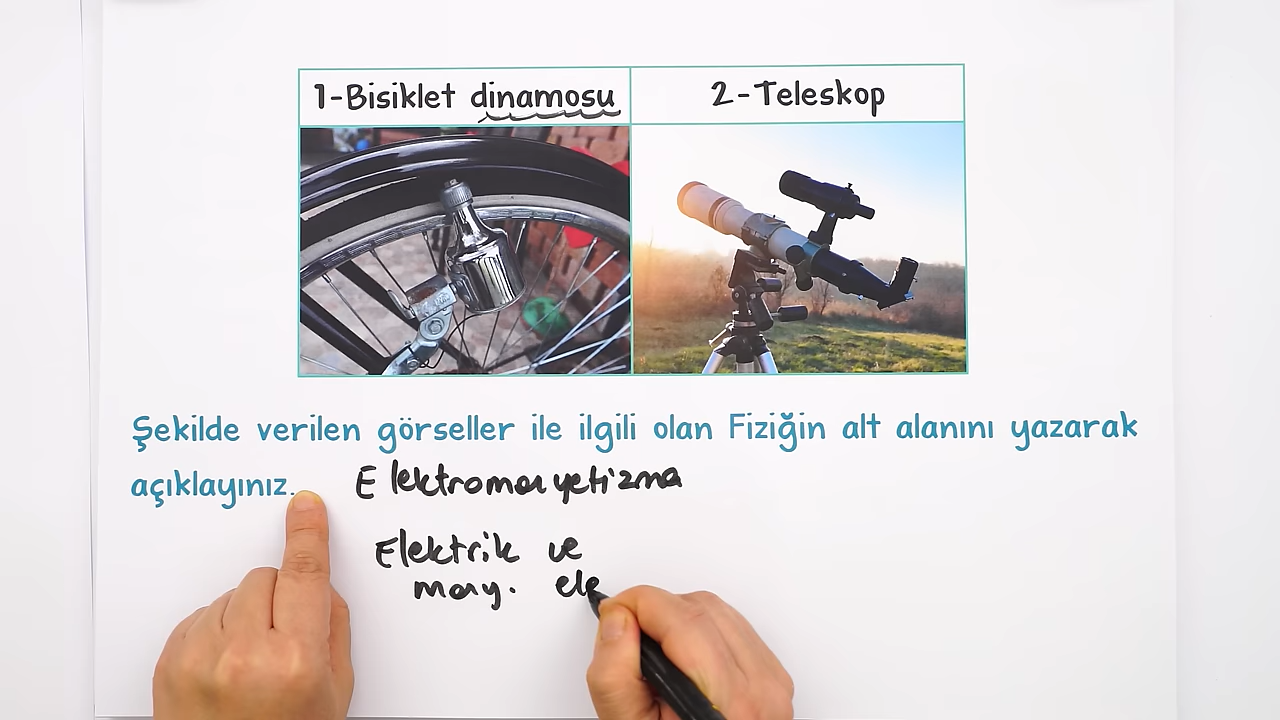 1-Bisiklet dinamosu
2-Teleskop
Şekilde verilen görseller ile ilgili olan Fiziğin alt alanını yazarak
açıklayınız.
Elektromanyetizma
Elektrik ve
man. ele